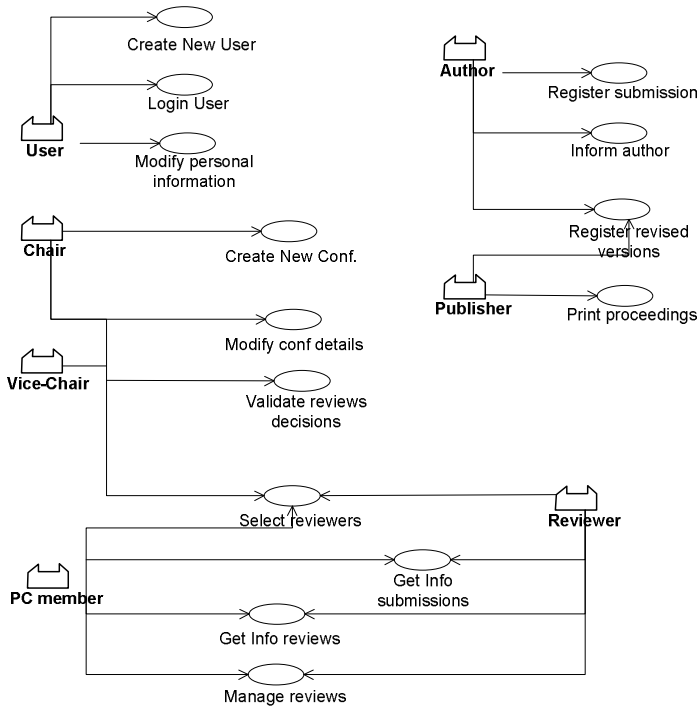 Create New User
Login User
User
Modify personal
information
Author
Register submission
Inform author
Register revised
versions
Publisher
Print proceedings
Chair
Create New Conf.
Modify conf details
Vice-Chair
Validate reviews
decisions
Select reviewers
Reviewer
PC member
Get Info
submissions
Get Info reviews
Manage reviews